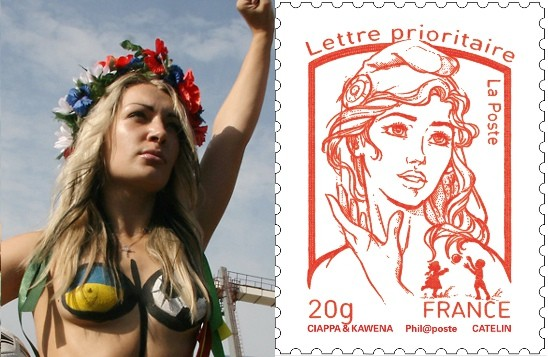 Lettre prioritaire
La Poste
20g FRANCE
CIAPPA & KAWENA Phil@poste CATELIN